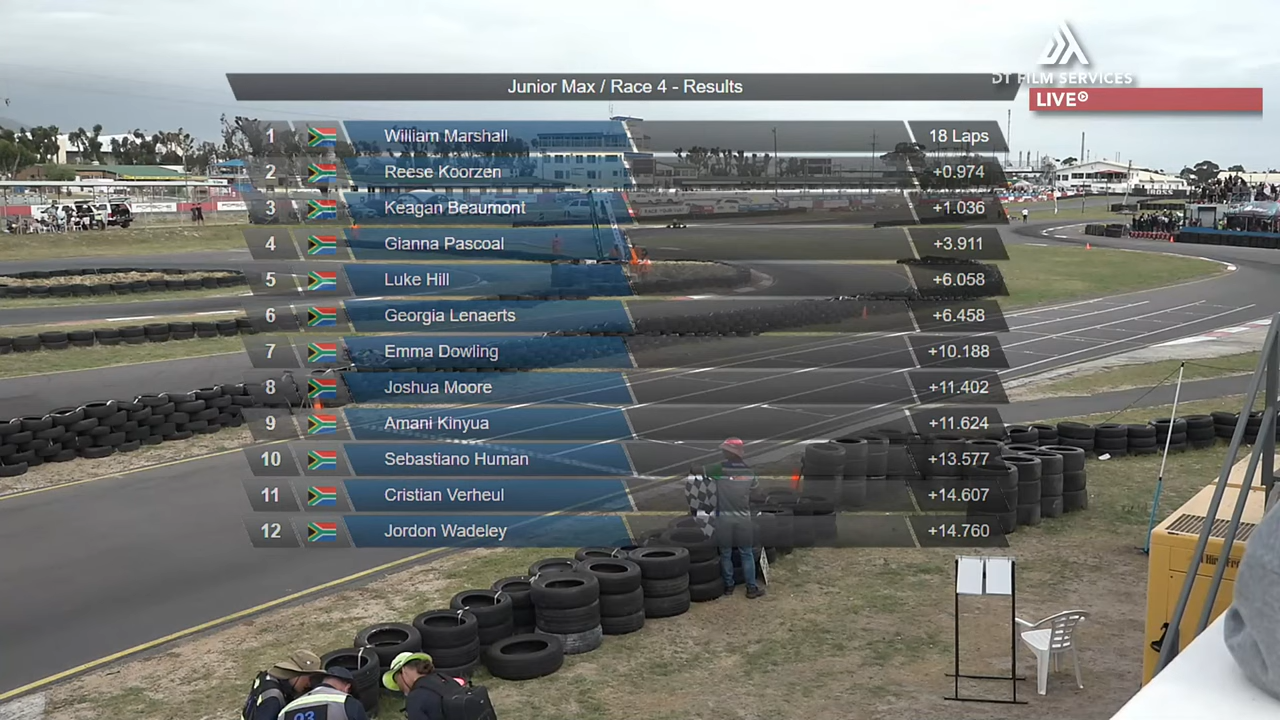 DT FILM SERVICES
LIVE
Junior Max / Race 4 - Results
1 William Marshall 18 Laps
2 Reese Koorzen +0.974
3 Keagan Beaumont +1.036
4 Gianna Pascoal +3.911
5 Luke Hill +6.058
6 Georgia Lenaerts +6.458
7 Emma Dowling +10.188
8 Joshua Moore +11.402
9 Amani Kinyua +11.624
10 Sebastiano Human +13.577
11 Cristian Verheul +14.607
12 Jordon Wadeley +14.760
03